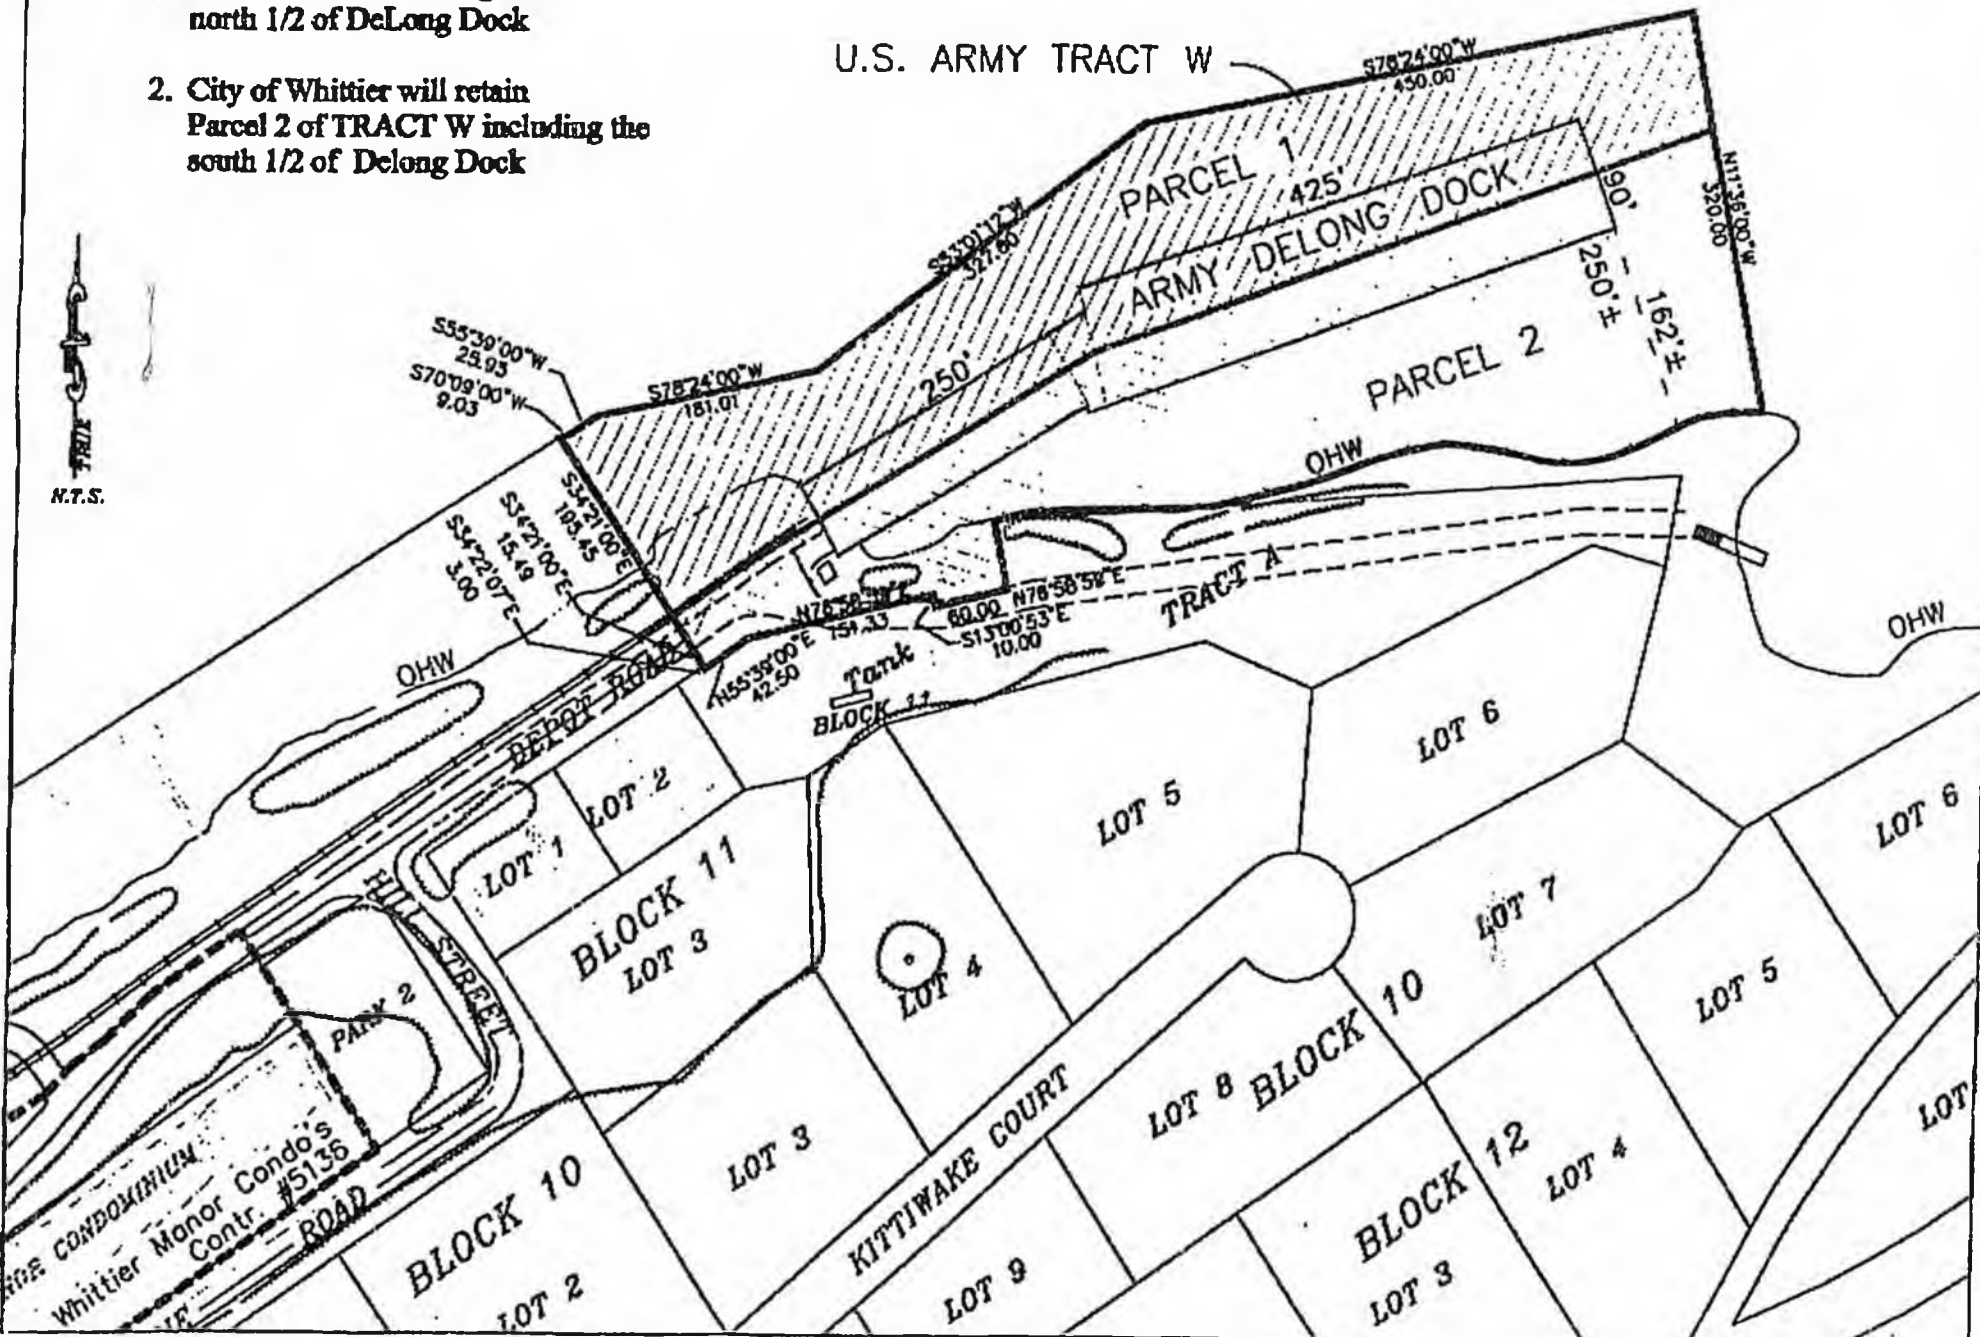 north 1/2 of DeLong Dock
2. City of Whittier will retain
Parcel 2 of TRACT W including the
south 1/2 of Delong Dock
U.S. ARMY TRACT W
S78°24'00"W
450.00
PARCEL 1
425'
ARMY DELONG DOCK
90'
N11°36'00"W
320.00
250'±
162'±
PARCEL 2
S53°01'12"W
327.60
250'
S55°39'00"W
25.93
S70°09'00"W
9.03
S78°24'00"W
181.01
TRUE
N.T.S.
S34°21'00"E
193.45
S34°21'00"E
15.49
S34°22'07"E
3.00
OHW
OHW
OHW
N78°58'
151.33
60.00
N78°58'58"E
S13°00'53"E
10.00
N55°39'00"E
42.50
TRACT A
Tank
BLOCK 11
DEPOT ROAD
LOT 2
LOT 1
BLOCK 11
LOT 3
LOT 4
LOT 5
LOT 6
LOT 7
LOT 6
LOT 5
HILL STREET
PARK 2
LOT 3
KITTIWAKE COURT
LOT 8
BLOCK 10
BLOCK 12
LOT 4
LOT
LOT 3
LOT 9
BLOCK 10
LOT 2
CONDOMINIUM
Whittier Manor Condo's
Contr. #5136
ROAD